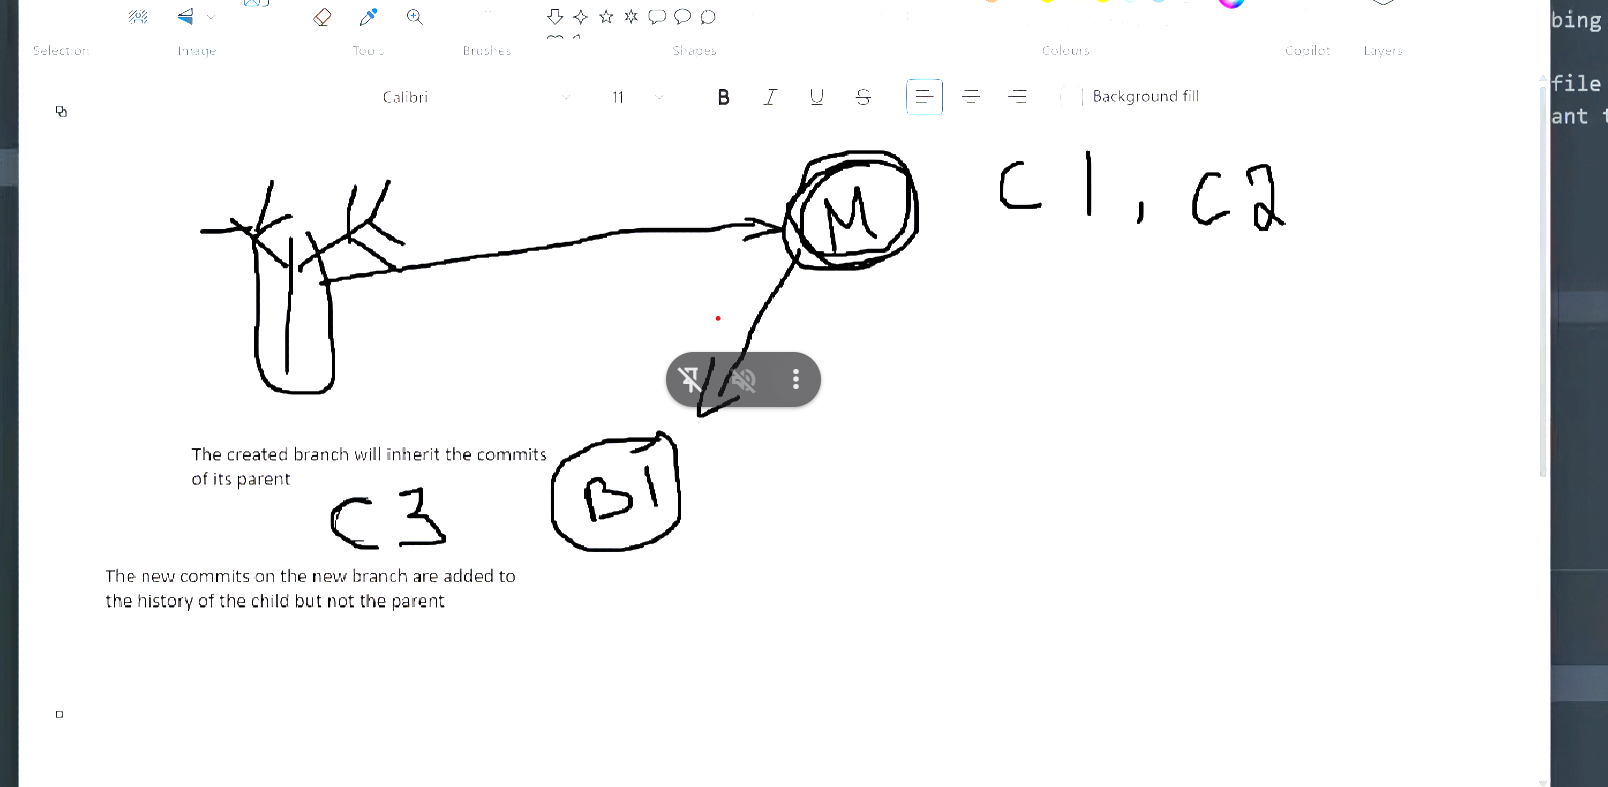 bing
Selection Image Tools Brushes Shapes Colours Copilot Layers
file
Calibri 11 B I U S Background fill
ant
M C1, C2
The created branch will inherit the commits
of its parent
B1
C3
The new commits on the new branch are added to
the history of the child but not the parent